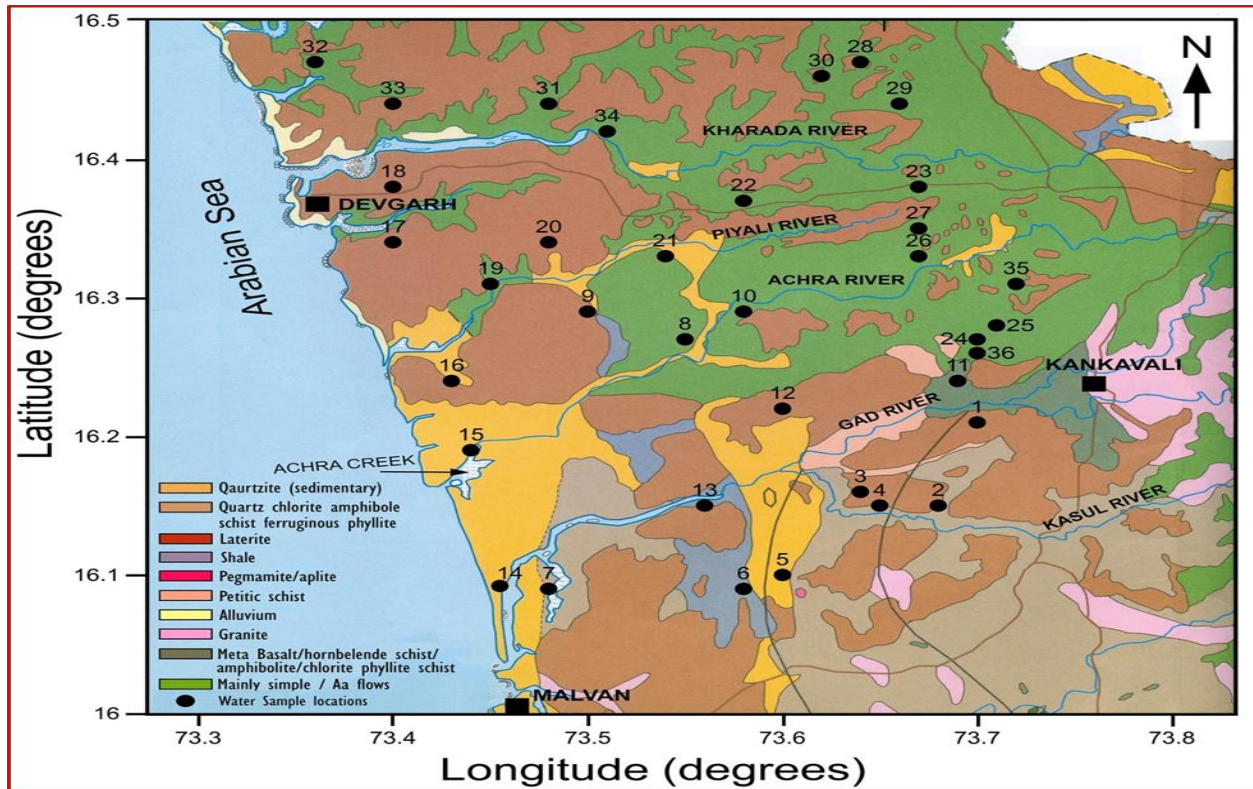 16.5
16.4
16.3
16.2
16.1
16
Latitude (degrees)
73.3
73.4
73.5
73.6
73.7
73.8
Longitude (degrees)
N
Arabian Sea
32
28
30
33
31
29
34
KHARADA RIVER
18
23
22
DEVGARH
27
17
20
PIYALI RIVER
21
26
19
ACHRA RIVER
35
9
10
8
25
24
36
16
11
KANKAVALI
12
1
GAD RIVER
15
ACHRA CREEK
3
4
2
13
KASUL RIVER
5
14
7
6
MALVAN
Qaurtzite (sedimentary)
Quartz chlorite amphibole
schist ferruginous phyllite
Laterite
Shale
Pegmamite/aplite
Petitic schist
Alluvium
Granite
Meta Basalt/hornbelende schist/
amphibolite/chlorite phyllite schist
Mainly simple / Aa flows
Water Sample locations